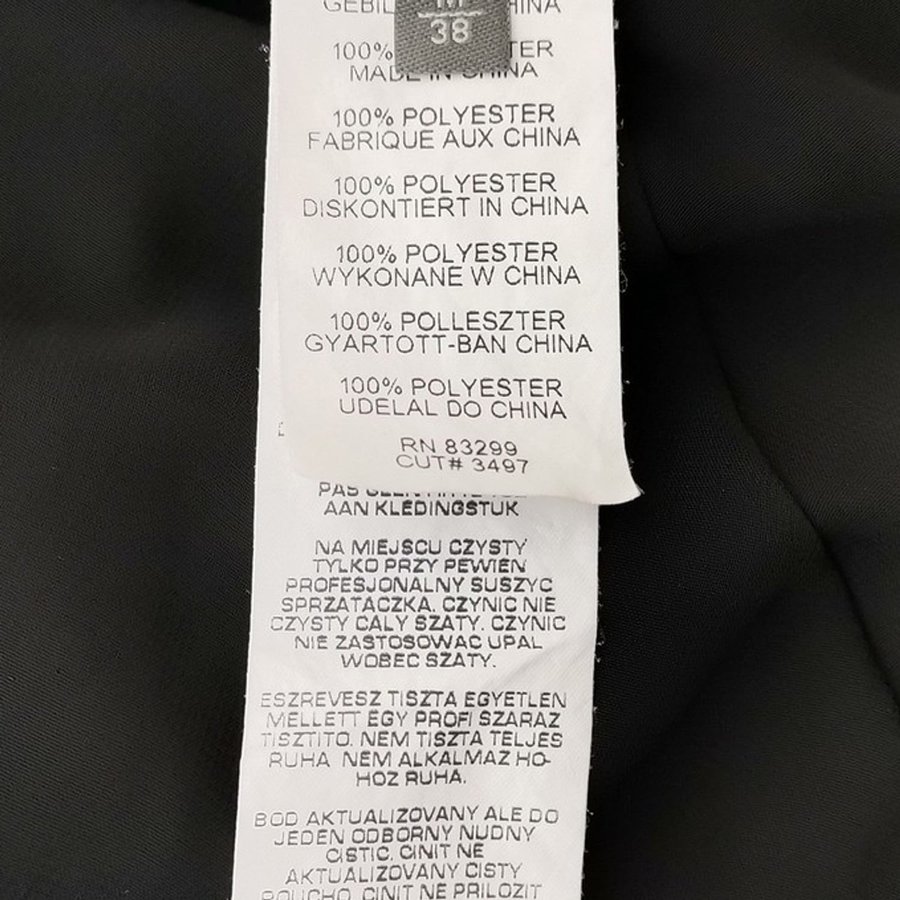 M
38
100%
MADE IN CHINA
100% POLYESTER
FABRIQUE AUX CHINA
100% POLYESTER
DISKONTIERT IN CHINA
100% POLYESTER
WYKONANE W CHINA
100% POLLESZTER
GYARTOTT-BAN CHINA
100% POLYESTER
UDELAL DO CHINA
RN 83299
CUT# 3497
AAN KLEDINGSTUK
NA MIEJSCU CZYSTY
TYLKO PRZY PEWIEN
PROFESJONALNY SUSZYC
SPRZATACZKA. CZYNIC NIE
CZYSTY CALY SZATY. CZYNIC
NIE ZASTOSOWAC UPAL
WOBEC SZATY.
ESZREVESZ TISZTA EGYETLEN
MELLETT EGY PROFI SZARAZ
TISZTITO. NEM TISZTA TELJES
RUHA NEM ALKALMAZ HO-
HOZ RUHA.
BOD AKTUALIZOVANY ALE DO
JEDEN ODBORNY NUDNY
CISTIC. CINIT NE
AKTUALIZOVANY CISTY
POUCHO. CINIT NE PRILOZIT